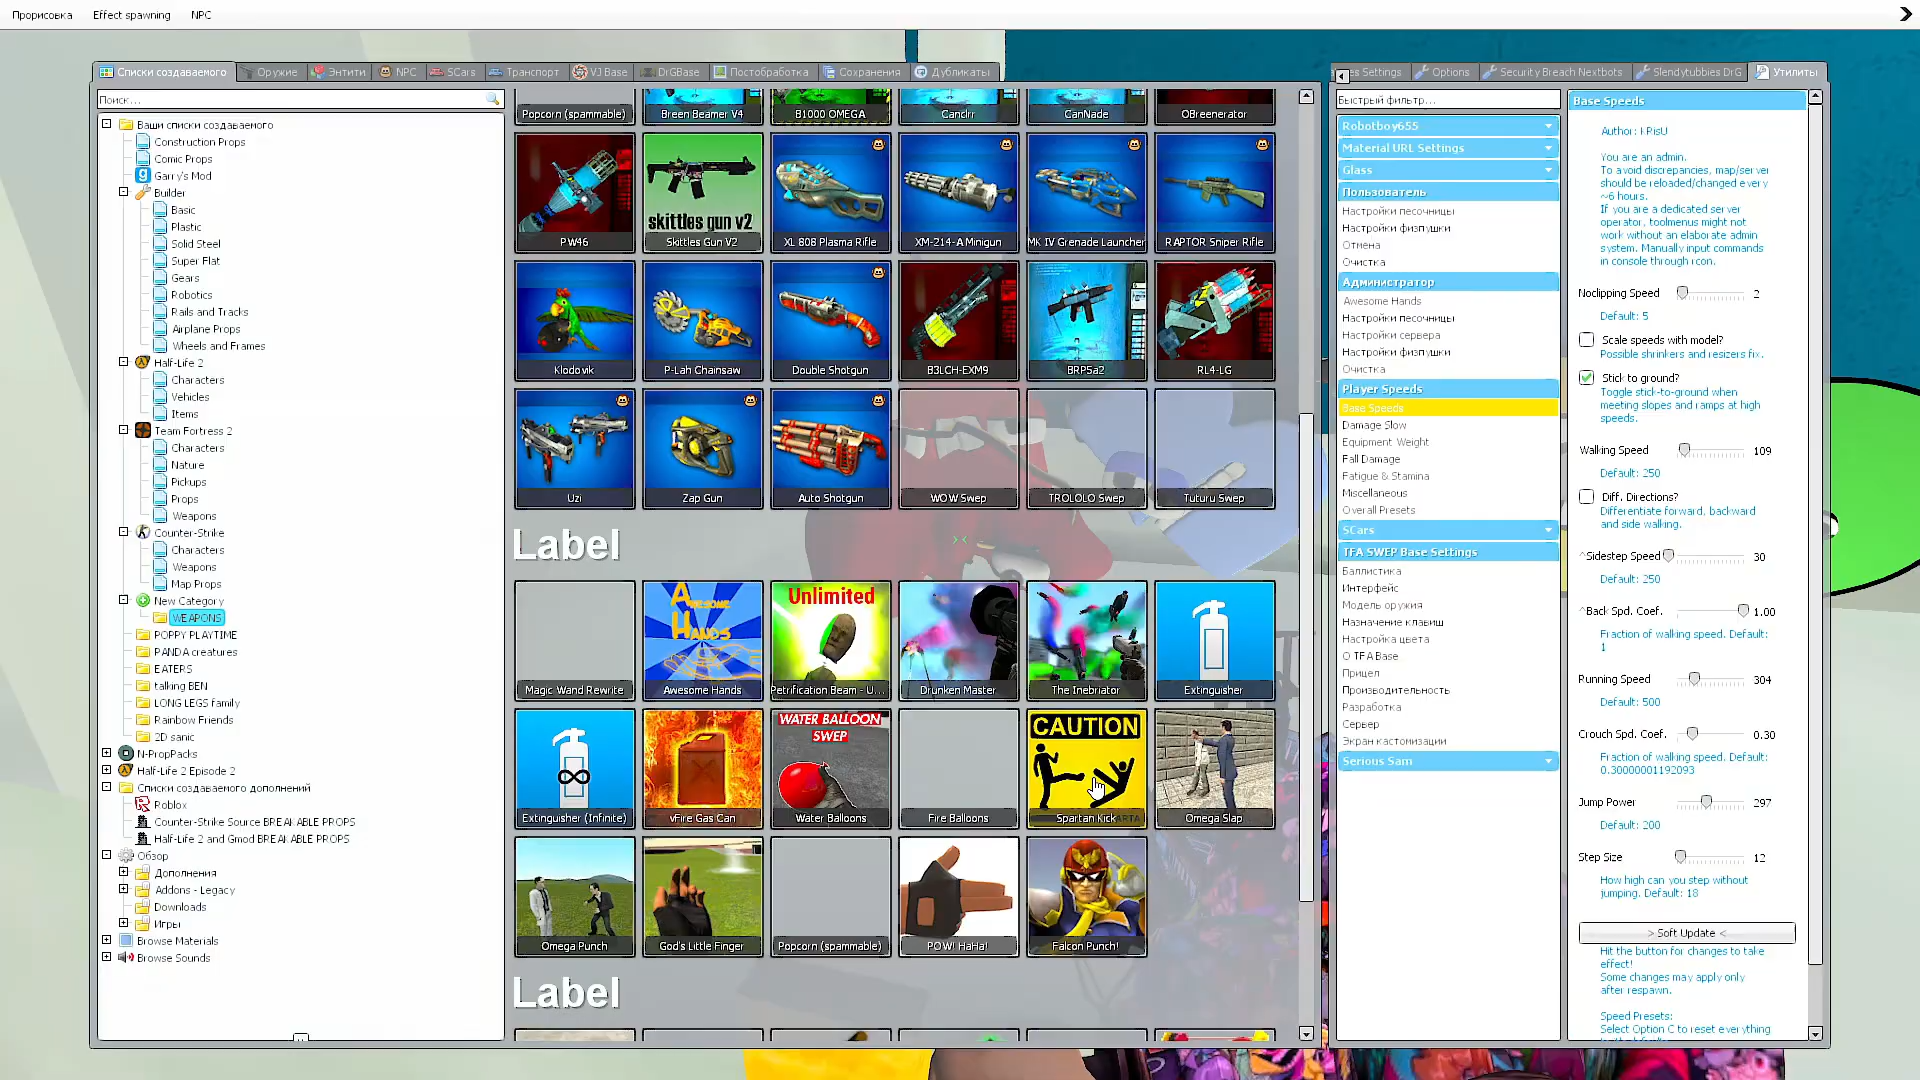 Прорисовка Effect spawning NPC
Списки создаваемого Оружие Энтити NPC SCars Транспорт VJ Base DrGBase Постобработка Сохранения Дубликаты
es Settings Options Security Breach Nextbots Slendytubbies DrG Утилиты
Поиск...
Ваши списки создаваемого
Construction Props
Comic Props
Garry's Mod
Builder
Basic
Plastic
Solid Steel
Super Flat
Gears
Robotics
Rails and Tracks
Airplane Props
Wheels and Frames
Half-Life 2
Characters
Vehicles
Items
Team Fortress 2
Characters
Nature
Pickups
Props
Weapons
Counter-Strike
Characters
Weapons
Map Props
New Category
WEAPONS
POPPY PLAYTIME
PANDA creatures
EATERS
talking BEN
LONG LEGS family
Rainbow Friends
2D sanic
N-PropPacks
Half-Life 2 Episode 2
Списки создаваемого дополнений
Roblox
Counter-Strike Source BREAKABLE PROPS
Half-Life 2 and Gmod BREAKABLE PROPS
Обзор
Дополнения
Addons - Legacy
Downloads
Игры
Browse Materials
Browse Sounds
Popcorn (spammable) Breen Beamer V4 B1000 OMEGA Canclrr CanNade OBreenerator
skittles gun v2
PW46 Skittles Gun V2 XL 808 Plasma Rifle XM-214-A Minigun MK IV Grenade Launcher RAPTOR Sniper Rifle
Klodovik P-Lah Chainsaw Double Shotgun B3LCH-EXM9 BRP5a2 RL4-LG
Uzi Zap Gun Auto Shotgun WOW Swep TROLOLO Swep Tuturu Swep
Label
AWESOME HANDS
Unlimited
Magic Wand Rewrite Awesome Hands Petrification Beam - U... Drunken Master The Inebriator Extinguisher
WATER BALLOON SWEP
CAUTION
Extinguisher (Infinite) vFire Gas Can Water Balloons Fire Balloons Spartan Kick Omega Slap
Omega Punch God's Little Finger Popcorn (spammable) POW! HaHa! Falcon Punch!
Label
Быстрый фильтр...
Robotboy655
Material URL Settings
Glass
Пользователь
Настройки песочницы
Настройки физпушки
Отмена
Очистка
Администратор
Awesome Hands
Настройки песочницы
Настройки сервера
Настройки физпушки
Очистка
Player Speeds
Base Speeds
Damage Slow
Equipment Weight
Fall Damage
Fatigue & Stamina
Miscellaneous
Overall Presets
SCars
TFA SWEP Base Settings
Баллистика
Интерфейс
Модель оружия
Назначение клавиш
Настройка цвета
О TFA Base
Прицел
Производительность
Разработка
Сервер
Экран кастомизации
Serious Sam
Base Speeds
Author: kRisU
You are an admin.
To avoid discrepancies, map/server
should be reloaded/changed every
~6 hours.
If you are a dedicated server
operator, toolmenus might not
work without an elaborate admin
system. Manually input commands
in console through rcon.
Noclipping Speed 2
Default: 5
Scale speeds with model?
Possible shrinkers and resizers fix.
Stick to ground?
Toggle stick-to-ground when
meeting slopes and ramps at high
speeds.
Walking Speed 109
Default: 250
Diff. Directions?
Differentiate forward, backward
and side walking.
^Sidestep Speed 30
Default: 250
^Back Spd. Coef. 1.00
Fraction of walking speed. Default:
1
Running Speed 304
Default: 500
Crouch Spd. Coef. 0.30
Fraction of walking speed. Default:
0.30000001192093
Jump Power 297
Default: 200
Step Size 12
How high can you step without
jumping. Default: 18
> Soft Update <
Hit the button for changes to take
effect!
Some changes may apply only
after respawn.
Speed Presets:
Select Option C to reset everything